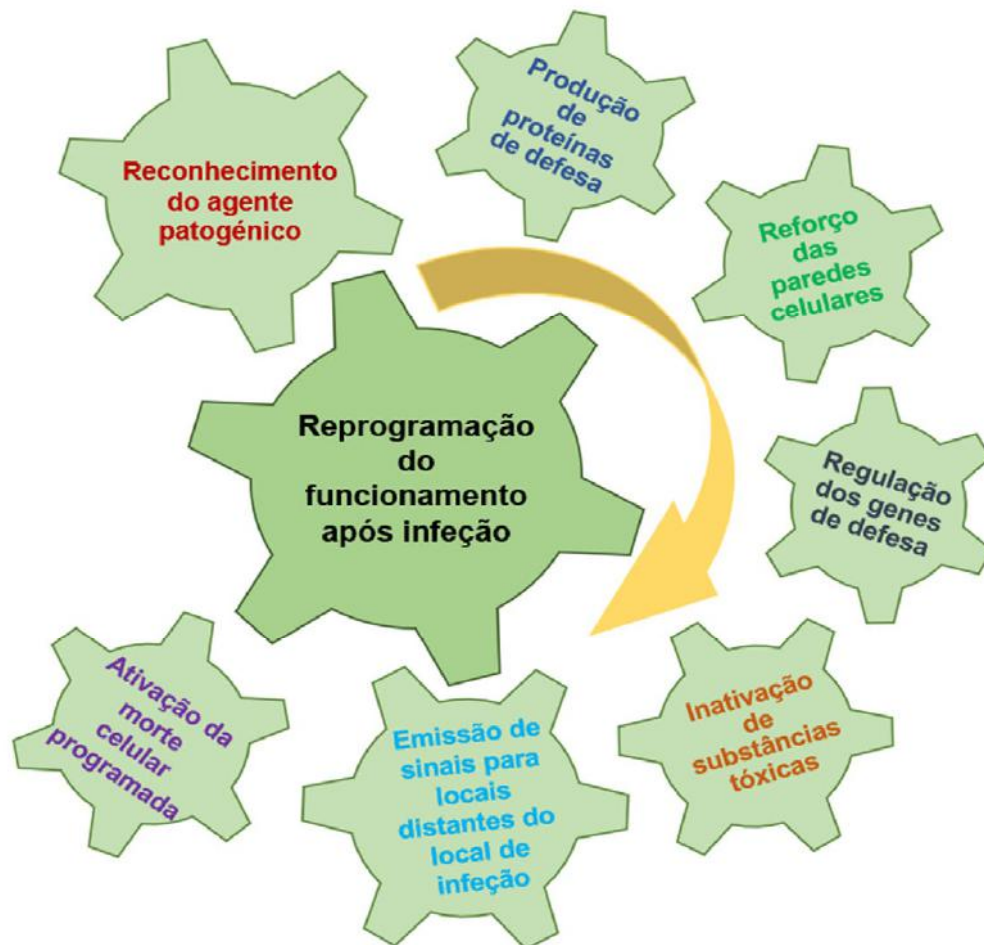 Reconhecimento
do agente
patogénico
Produção
de
proteínas
de defesa
Reforço
das
paredes
celulares
Reprogramação
do
funcionamento
após infeção
Regulação
dos genes
de defesa
Inativação
de
substâncias
tóxicas
Emissão de
sinais para
locais
distantes do
local de
infeção
Ativação da
morte
celular
programada